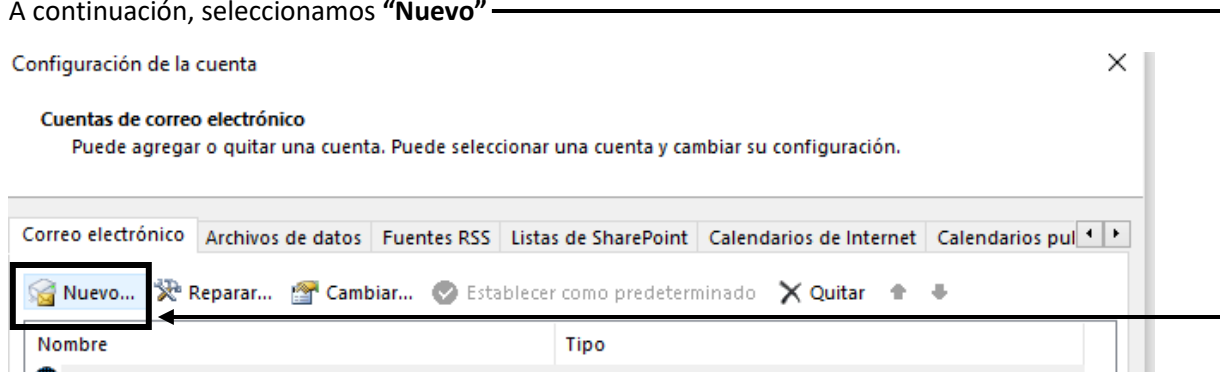 A continuación, seleccionamos “Nuevo”
Configuración de la cuenta
Cuentas de correo electrónico
Puede agregar o quitar una cuenta. Puede seleccionar una cuenta y cambiar su configuración.
Correo electrónico Archivos de datos Fuentes RSS Listas de SharePoint Calendarios de Internet Calendarios pul
Nuevo... Reparar... Cambiar... Establecer como predeterminado Quitar
Nombre Tipo